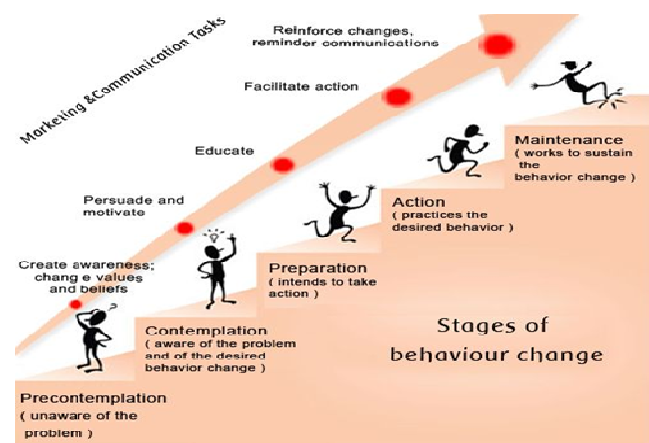 Marketing &Communication Tasks
Reinforce changes,
reminder communications
Facilitate action
Educate
Persuade and
motivate
Create awareness;
chang e values
and beliefs
?
Maintenance
( works to sustain
the
behavior change )
Action
( practices the
desired behavior )
Preparation
( intends to take
action )
Contemplation
( aware of the problem
and of the desired
behavior change )
Precontemplation
( unaware of the
problem )
Stages of
behaviour change